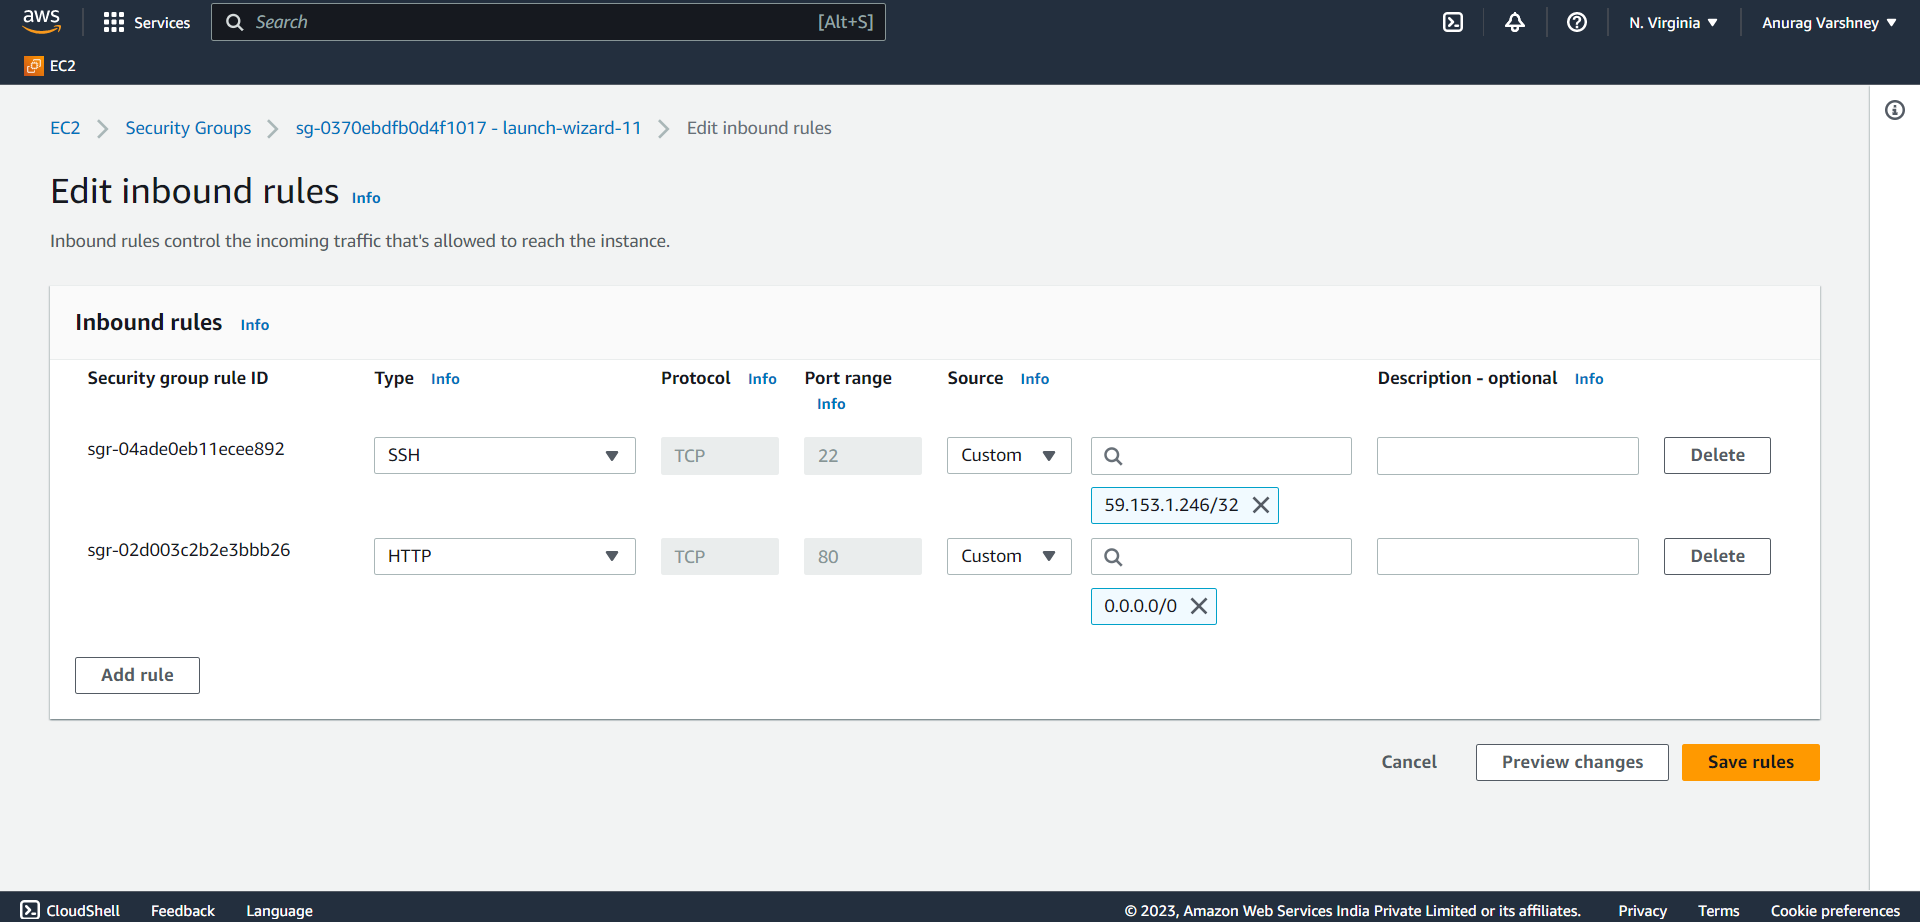 aws Services Search [Alt+S] N. Virginia Anurag Varshney
EC2
EC2 Security Groups sg-0370ebdfb0d4f1017 - launch-wizard-11 Edit inbound rules
Edit inbound rules Info
Inbound rules control the incoming traffic that's allowed to reach the instance.
Inbound rules Info
Security group rule ID Type Info Protocol Info Port range Info Source Info Description - optional Info
sgr-04ade0eb11ecee892 SSH TCP 22 Custom Delete
59.153.1.246/32
sgr-02d003c2b2e3bbb26 HTTP TCP 80 Custom Delete
0.0.0.0/0
Add rule
Cancel Preview changes Save rules
CloudShell Feedback Language © 2023, Amazon Web Services India Private Limited or its affiliates. Privacy Terms Cookie preferences